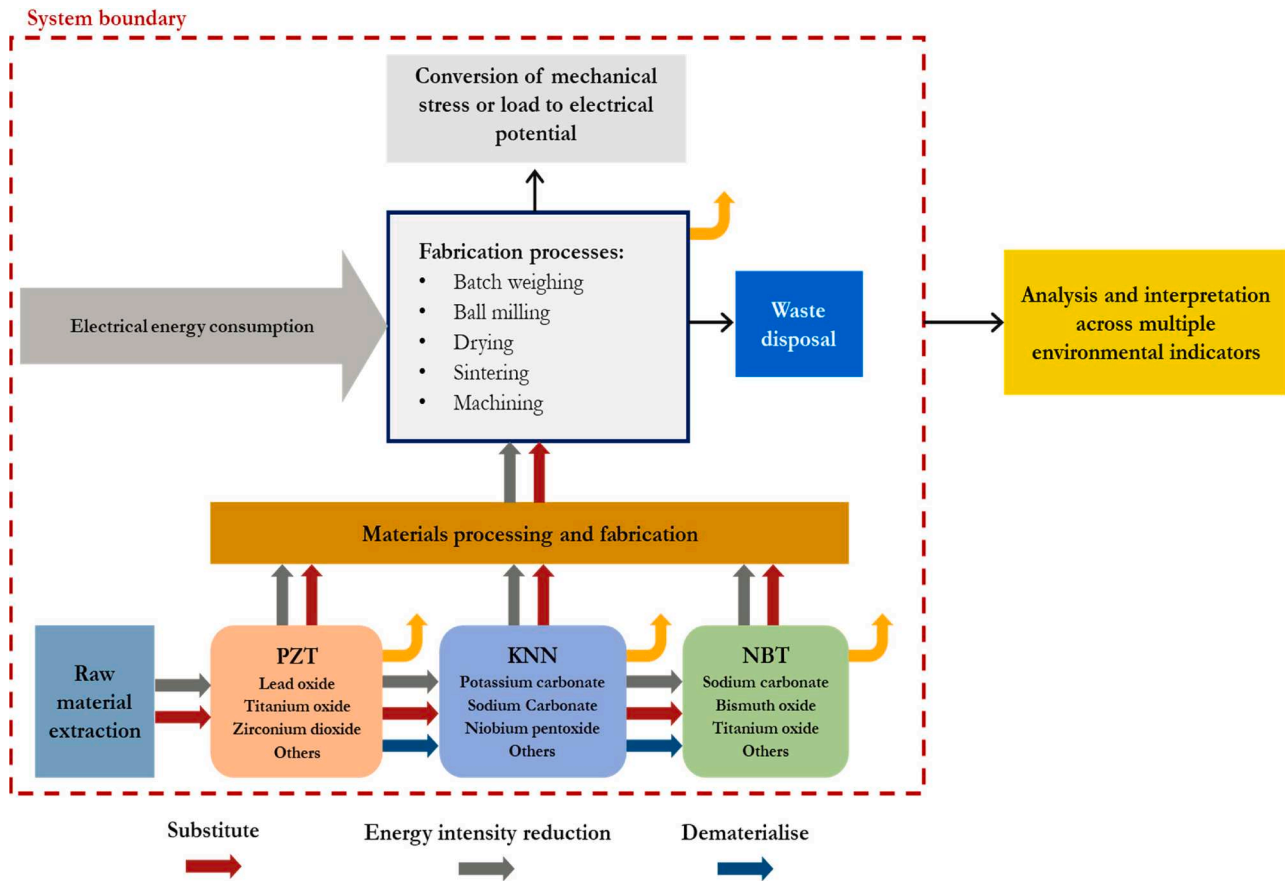 System boundary
Conversion of mechanical
stress or load to electrical
potential
Fabrication processes:
• Batch weighing
• Ball milling
• Drying
• Sintering
• Machining
Electrical energy consumption
Waste
disposal
Analysis and interpretation
across multiple
environmental indicators
Materials processing and fabrication
Raw
material
extraction
PZT
Lead oxide
Titanium oxide
Zirconium dioxide
Others
KNN
Potassium carbonate
Sodium Carbonate
Niobium pentoxide
Others
NBT
Sodium carbonate
Bismuth oxide
Titanium oxide
Others
Substitute
Energy intensity reduction
Dematerialise